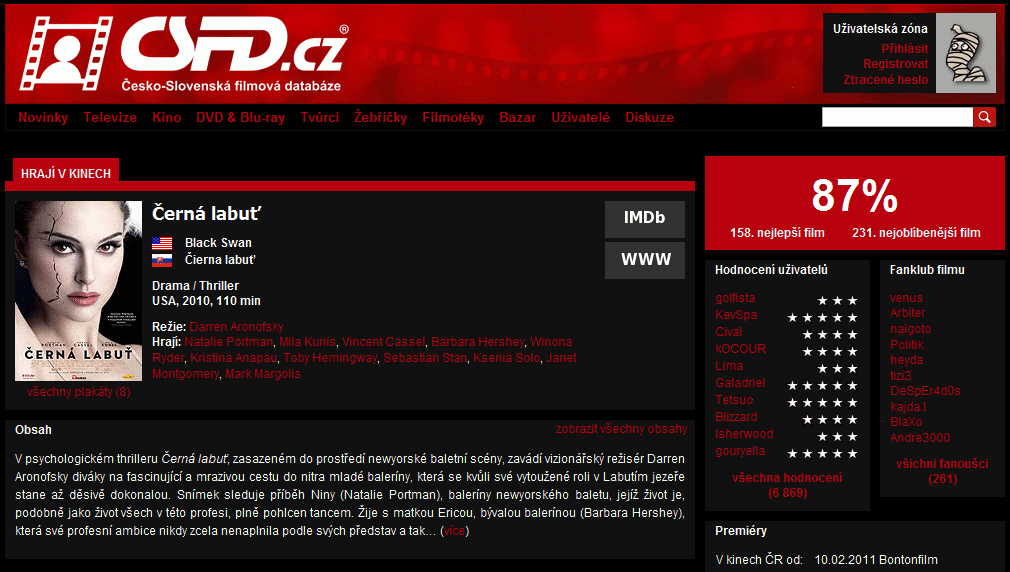 ČSFD.cz®
Česko-Slovenská filmová databáze
Uživatelská zóna
Přihlásit
Registrovat
Ztracené heslo
Novinky Televize Kino DVD & Blu-ray Tvůrci Žebříčky Filmotéky Bazar Uživatelé Diskuze
HRAJÍ V KINECH
Černá labuť
Black Swan
Čierna labuť
Drama / Thriller
USA, 2010, 110 min
Režie: Darren Aronofsky
Hrají: Natalie Portman, Mila Kunis, Vincent Cassel, Barbara Hershey, Winona
Ryder, Kristina Anapau, Toby Hemingway, Sebastian Stan, Ksenia Solo, Janet
Montgomery, Mark Margolis
IMDb
WWW
ČERNÁ LABUŤ
všechny plakáty (8)
Obsah
zobrazit všechny obsahy
V psychologickém thrilleru Černá labuť, zasazeném do prostředí newyorské baletní scény, zavádí vizionářský režisér Darren
Aronofsky diváky na fascinující a mrazivou cestu do nitra mladé baleríny, která se kvůli své vytoužené roli v Labutím jezeře
stane až děsivě dokonalou. Snímek sleduje příběh Niny (Natalie Portman), baleríny newyorského baletu, jejíž život je,
podobně jako život všech v této profesi, plně pohlcen tancem. Žije s matkou Ericou, bývalou balerínou (Barbara Hershey),
která své profesní ambice nikdy zcela nenaplnila podle svých představ a tak... (více)
87%
158. nejlepší film 231. nejoblíbenější film
Hodnocení uživatelů
golfista ★★★
KevSpa ★★★★★
Cival ★★★★
kOCOUR ★★★★
Lima ★★★
Galadriel ★★★★★
Tetsuo ★★★★★
Blizzard ★★★★
Isherwood ★★★
gouryella ★★★★★
všechna hodnocení
(6 869)
Fanklub filmu
venus
Arbiter
naigoto
Politik
heyda
tizi3
DeSpEr4d0s
kajda.l
BlaXo
Andre3000
všichni fanoušci
(261)
Premiéry
V kinech ČR od: 10.02.2011 Bontonfilm